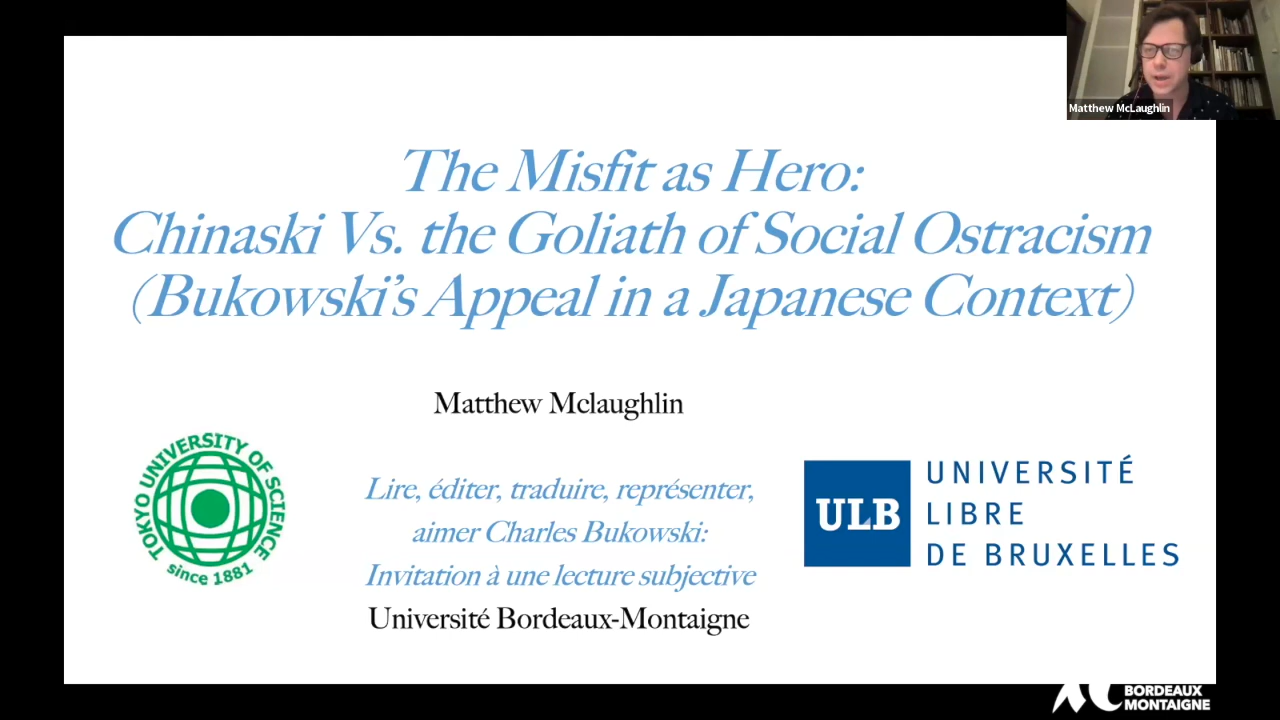 Matthew McLaughlin
The Misfit as Hero:
Chinaski Vs. the Goliath of Social Ostracism
(Bukowski's Appeal in a Japanese Context)
Matthew Mclaughlin
TOKYO UNIVERSITY OF SCIENCE
since 1881
Lire, éditer, traduire, représenter,
aimer Charles Bukowski:
Invitation à une lecture subjective
Université Bordeaux-Montaigne
ULB
UNIVERSITÉ
LIBRE
DE BRUXELLES
BORDEAUX
MONTAIGNE